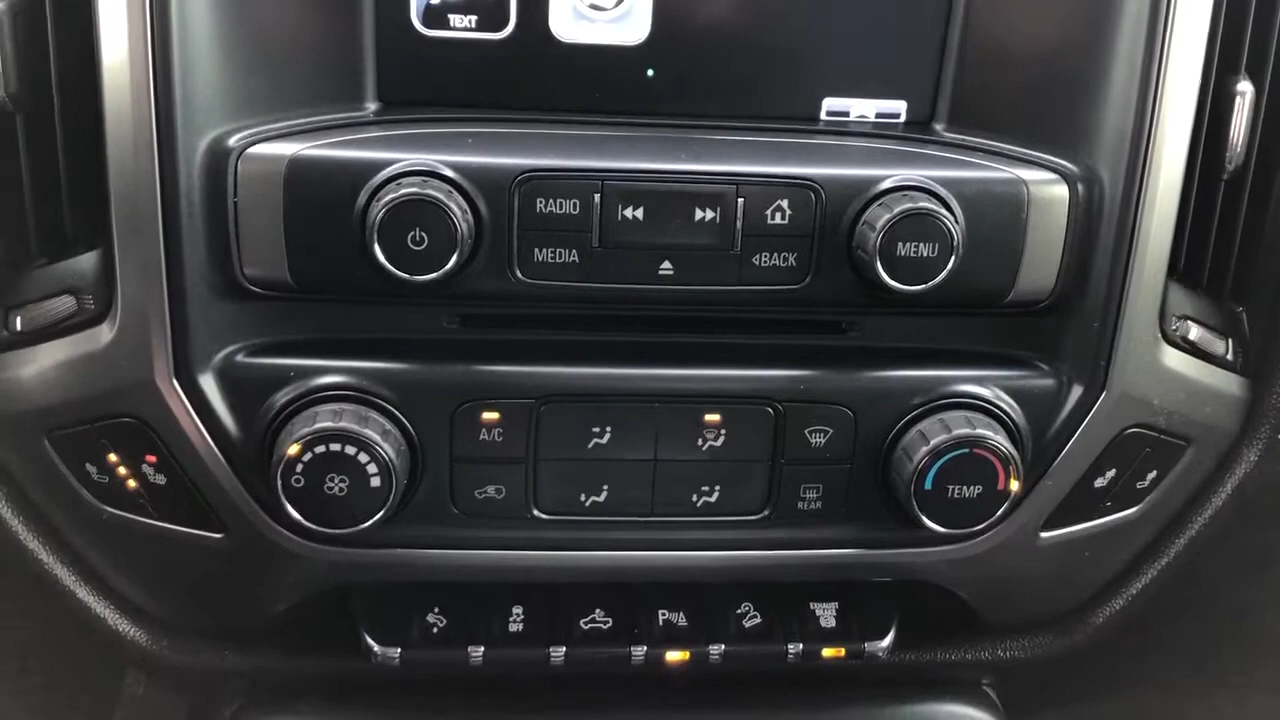 TEXT
RADIO
MEDIA
BACK
MENU
A/C
REAR
TEMP
OFF
P
EXHAUST
BRAKE